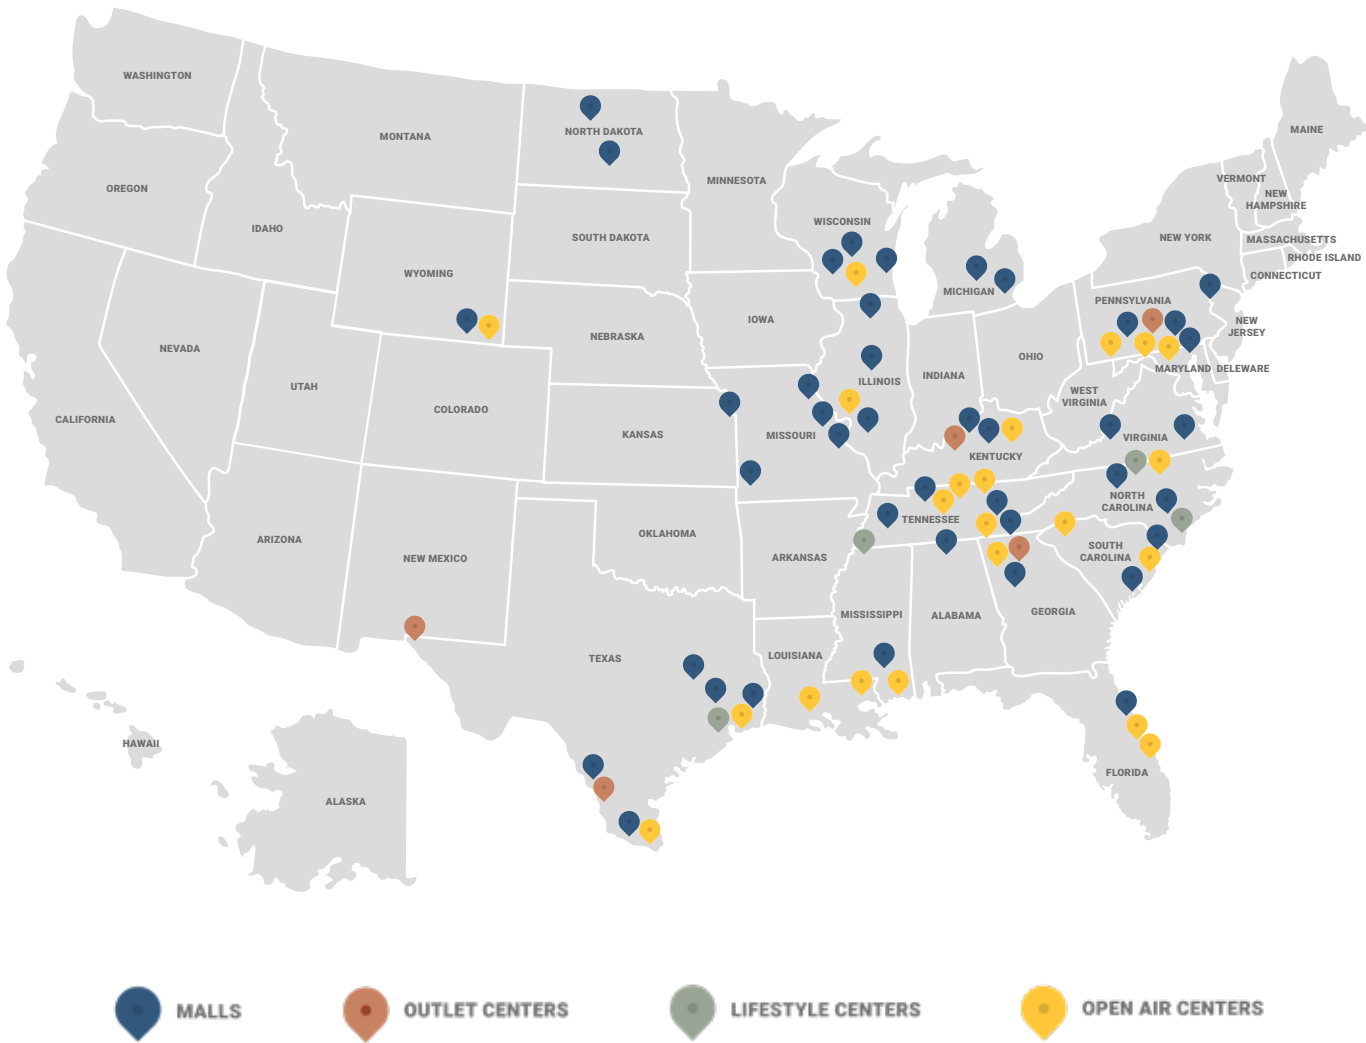 WASHINGTON
MONTANA
NORTH DAKOTA
MINNESOTA
MAINE
OREGON
IDAHO
VERMONT
NEW
HAMPSHIRE
WISCONSIN
SOUTH DAKOTA
NEW YORK
MASSACHUSETTS
RHODE ISLAND
CONNECTICUT
WYOMING
MICHIGAN
PENNSYLVANIA
NEW
JERSEY
IOWA
NEBRASKA
NEVADA
OHIO
INDIANA
ILLINOIS
MARYLAND
DELEWARE
UTAH
COLORADO
WEST
VIRGINIA
CALIFORNIA
KANSAS
MISSOURI
VIRGINIA
KENTUCKY
NORTH
CAROLINA
TENNESSEE
ARIZONA
NEW MEXICO
OKLAHOMA
ARKANSAS
SOUTH
CAROLINA
MISSISSIPPI
ALABAMA
GEORGIA
TEXAS
LOUISIANA
HAWAII
FLORIDA
ALASKA
MALLS
OUTLET CENTERS
LIFESTYLE CENTERS
OPEN AIR CENTERS